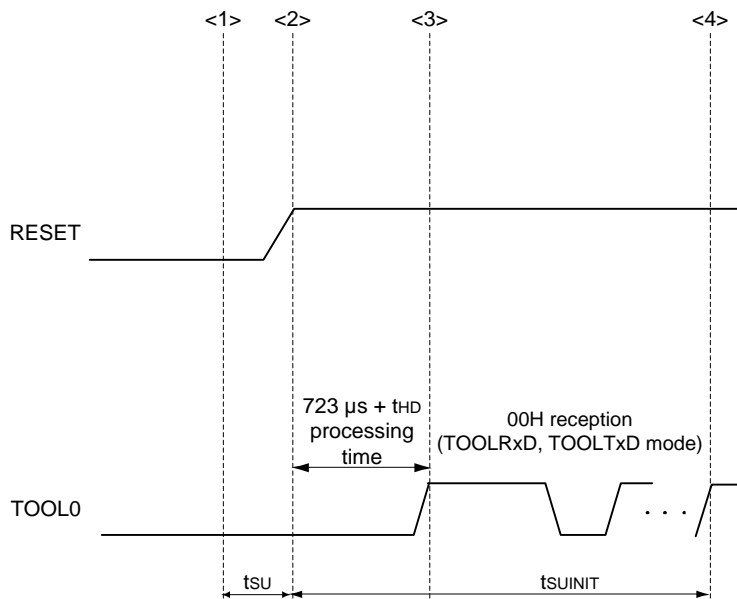 <1> <2> <3> <4>
RESET
723 µs + tHD
processing
time
00H reception
(TOOLRxD, TOOLTxD mode)
TOOL0
. . .
tSU
tSUINIT